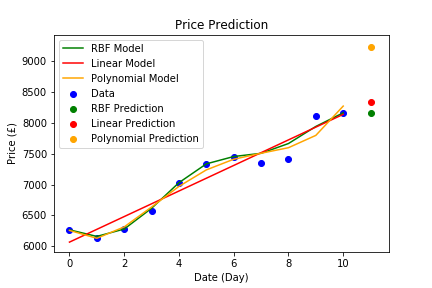 Price Prediction
RBF Model
Linear Model
Polynomial Model
Data
RBF Prediction
Linear Prediction
Polynomial Prediction
9000
8500
8000
7500
7000
6500
6000
Price (£)
0 2 4 6 8 10
Date (Day)